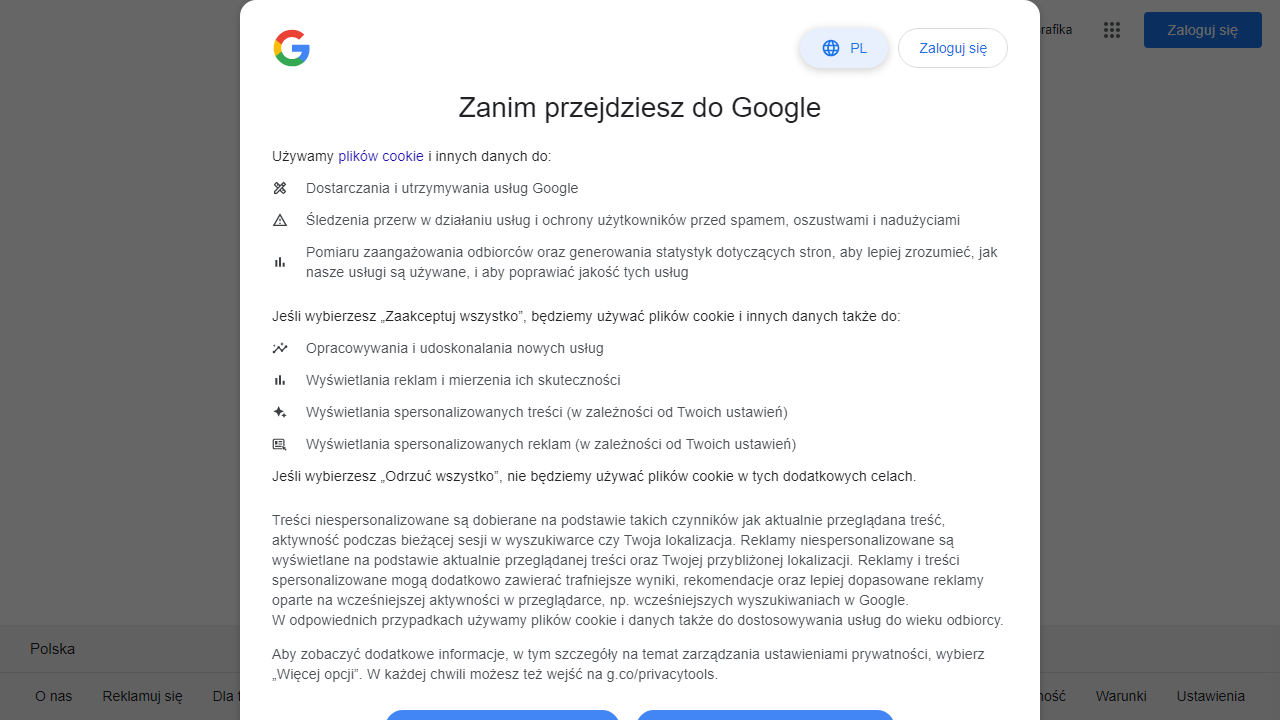 PL
Zaloguj się
Zaloguj się
Zanim przejdziesz do Google
Używamy plików cookie i innych danych do:
Dostarczania i utrzymywania usług Google
Śledzenia przerw w działaniu usług i ochrony użytkowników przed spamem, oszustwami i nadużyciami
Pomiaru zaangażowania odbiorców oraz generowania statystyk dotyczących stron, aby lepiej zrozumieć, jak
nasze usługi są używane, i aby poprawiać jakość tych usług
Jeśli wybierzesz „Zaakceptuj wszystko”, będziemy używać plików cookie i innych danych także do:
Opracowywania i udoskonalania nowych usług
Wyświetlania reklam i mierzenia ich skuteczności
Wyświetlania spersonalizowanych treści (w zależności od Twoich ustawień)
Wyświetlania spersonalizowanych reklam (w zależności od Twoich ustawień)
Jeśli wybierzesz „Odrzuć wszystko”, nie będziemy używać plików cookie w tych dodatkowych celach.
Treści niespersonalizowane są dobierane na podstawie takich czynników jak aktualnie przeglądana treść,
aktywność podczas bieżącej sesji w wyszukiwarce czy Twoja lokalizacja. Reklamy niespersonalizowane są
wyświetlane na podstawie aktualnie przeglądanej treści oraz Twojej przybliżonej lokalizacji. Reklamy i treści
spersonalizowane mogą dodatkowo zawierać trafniejsze wyniki, rekomendacje oraz lepiej dopasowane reklamy
oparte na wcześniejszej aktywności w przeglądarce, np. wcześniejszych wyszukiwaniach w Google.
W odpowiednich przypadkach używamy plików cookie i danych także do dostosowywania usług do wieku odbiorcy.
Aby zobaczyć dodatkowe informacje, w tym szczegóły na temat zarządzania ustawieniami prywatności, wybierz
„Więcej opcji”. W każdej chwili możesz też wejść na g.co/privacytools.
Polska
O nas
Reklamuj się
Dla
Warunki
Ustawienia